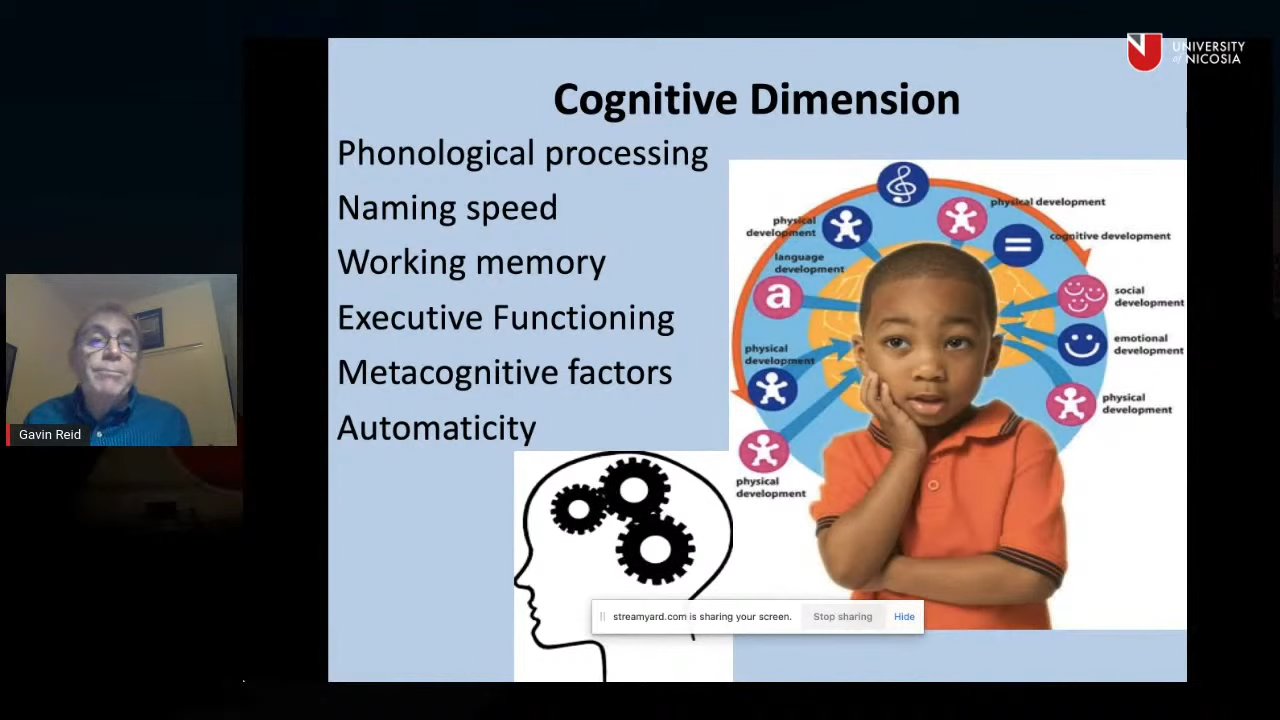 UNIVERSITY
of NICOSIA
Cognitive Dimension
Phonological processing
Naming speed
Working memory
Executive Functioning
Metacognitive factors
Automaticity
physical development
physical
development
cognitive development
language
development
a
social
development
emotional
development
physical
development
physical
development
physical
development
Gavin Reid
streamyard.com is sharing your screen.
Stop sharing
Hide